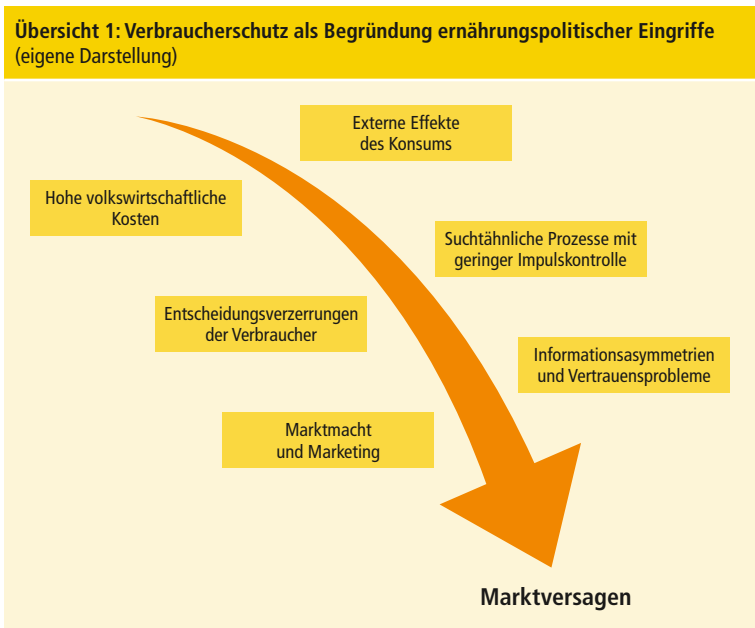 Übersicht 1: Verbraucherschutz als Begründung ernährungspolitischer Eingriffe
(eigene Darstellung)
Externe Effekte
des Konsums
Hohe volkswirtschaftliche
Kosten
Suchtähnliche Prozesse mit
geringer Impulskontrolle
Entscheidungsverzerrungen
der Verbraucher
Informationsasymmetrien
und Vertrauensprobleme
Marktmacht
und Marketing
Marktversagen